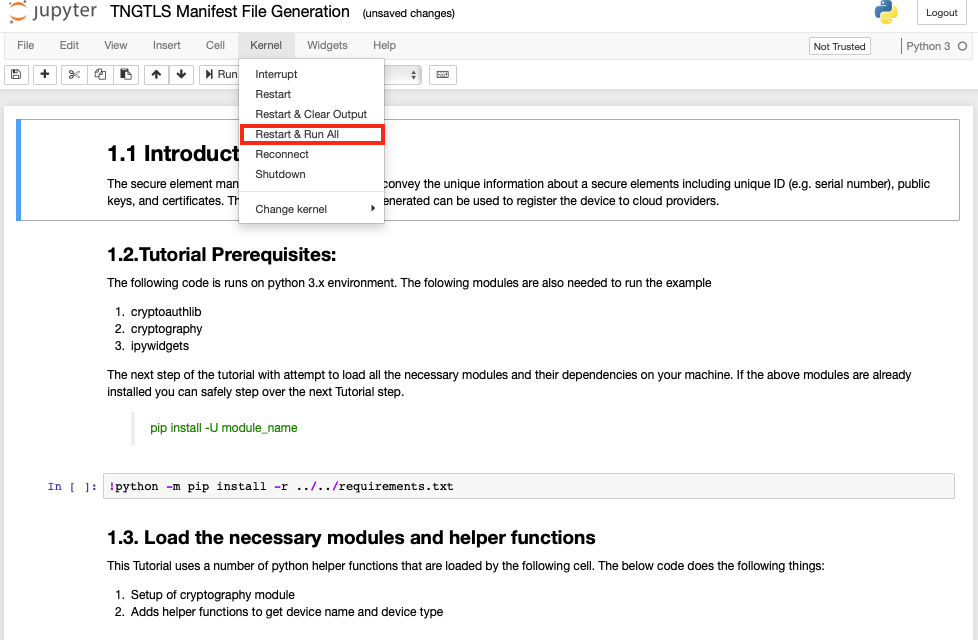 jupyter TNGTLS Manifest File Generation (unsaved changes) Logout
File Edit View Insert Cell Kernel Widgets Help Not Trusted Python 3
Run
Interrupt
Restart
Restart & Clear Output
Restart & Run All
Reconnect
Shutdown
Change kernel
1.1 Introduct
The secure element man convey the unique information about a secure elements including unique ID (e.g. serial number), public
keys, and certificates. Th enerated can be used to register the device to cloud providers.
1.2.Tutorial Prerequisites:
The following code is runs on python 3.x environment. The folowing modules are also needed to run the example
1. cryptoauthlib
2. cryptography
3. ipywidgets
The next step of the tutorial with attempt to load all the necessary modules and their dependencies on your machine. If the above modules are already
installed you can safely step over the next Tutorial step.
pip install -U module_name
In [ ]: !python -m pip install -r ../../requirements.txt
1.3. Load the necessary modules and helper functions
This Tutorial uses a number of python helper functions that are loaded by the following cell. The below code does the following things:
1. Setup of cryptography module
2. Adds helper functions to get device name and device type